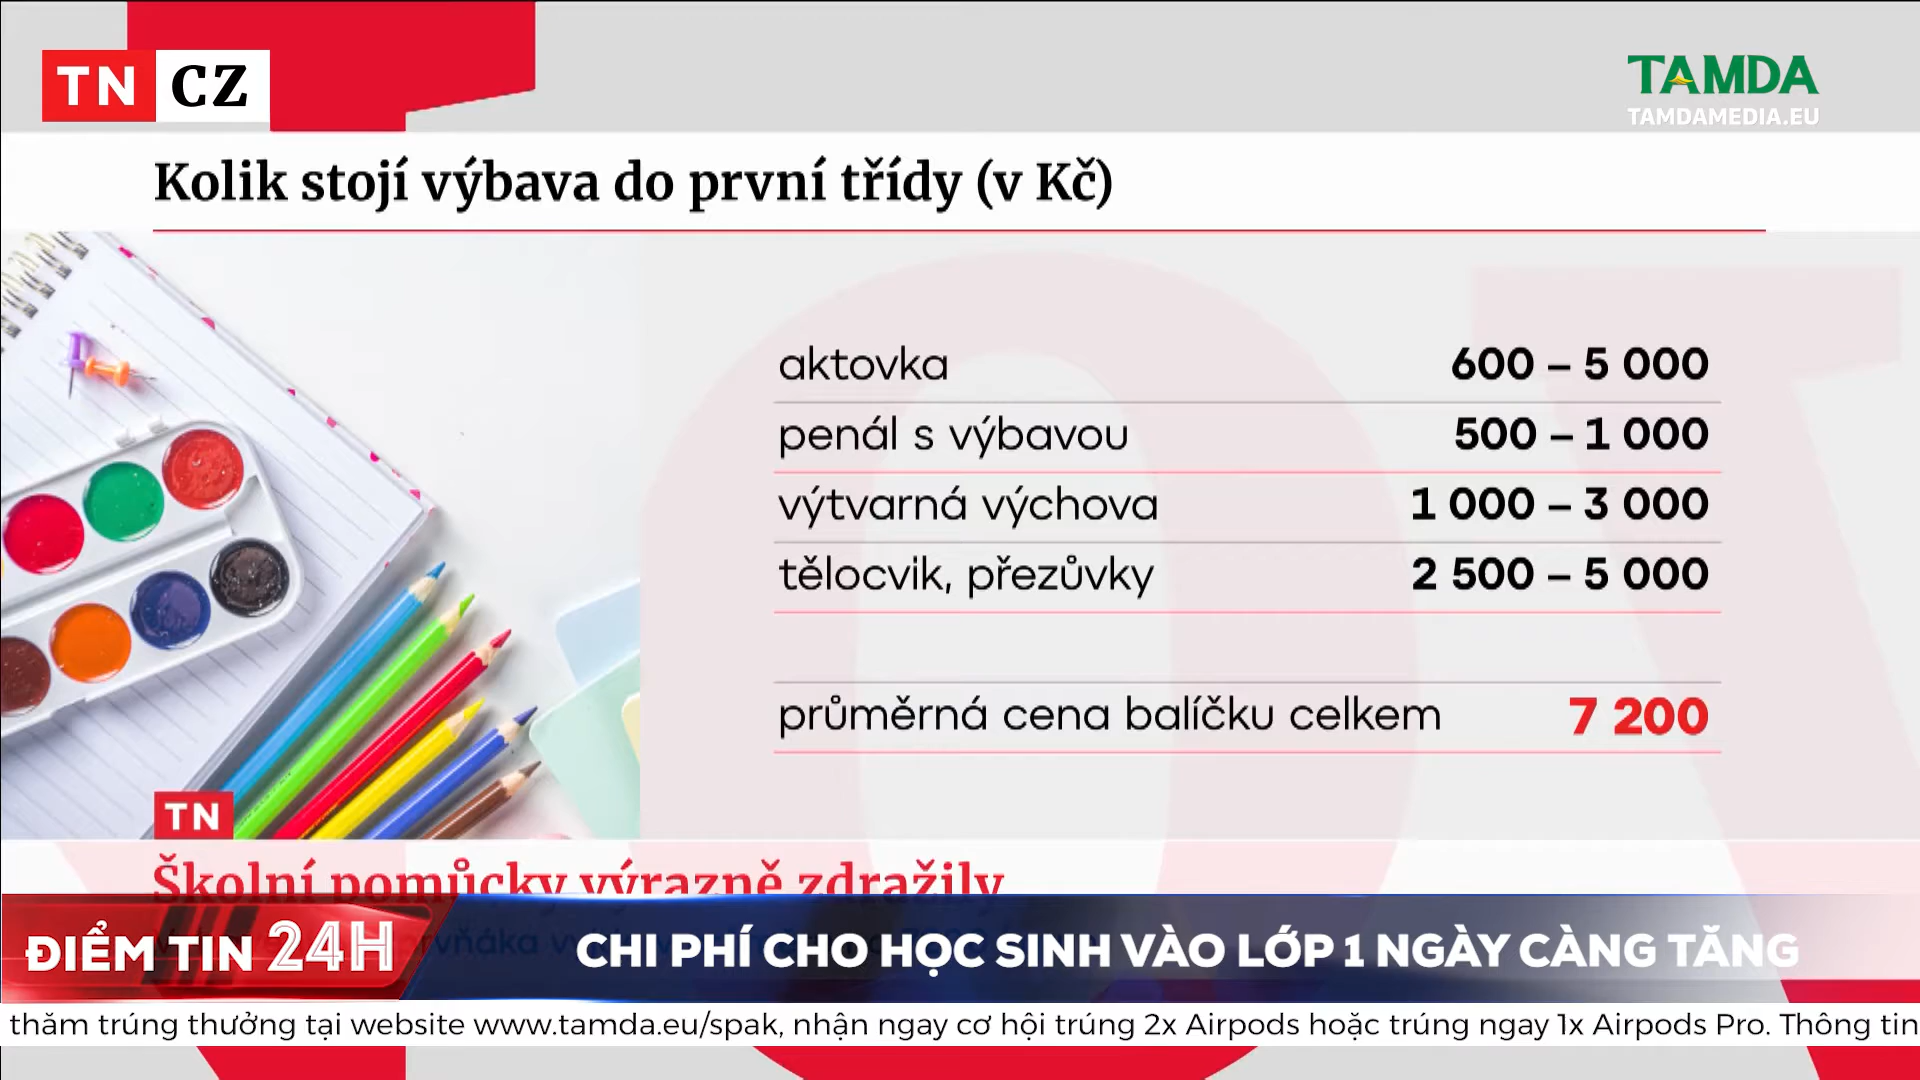 TN CZ
TAMDA
TAMDAMEDIA.EU
Kolik stojí výbava do první třídy (v Kč)
aktovka 600 – 5 000
penál s výbavou 500 – 1 000
výtvarná výchova 1 000 – 3 000
tělocvik, přezůvky 2 500 – 5 000
průměrná cena balíčku celkem 7 200
TN
Školní pomůcky výrazně zdražily
ĐIỂM TIN 24H
CHI PHÍ CHO HỌC SINH VÀO LỚP 1 NGÀY CÀNG TĂNG
thăm trúng thưởng tại website www.tamda.eu/spak, nhận ngay cơ hội trúng 2x Airpods hoặc trúng ngay 1x Airpods Pro. Thông tin